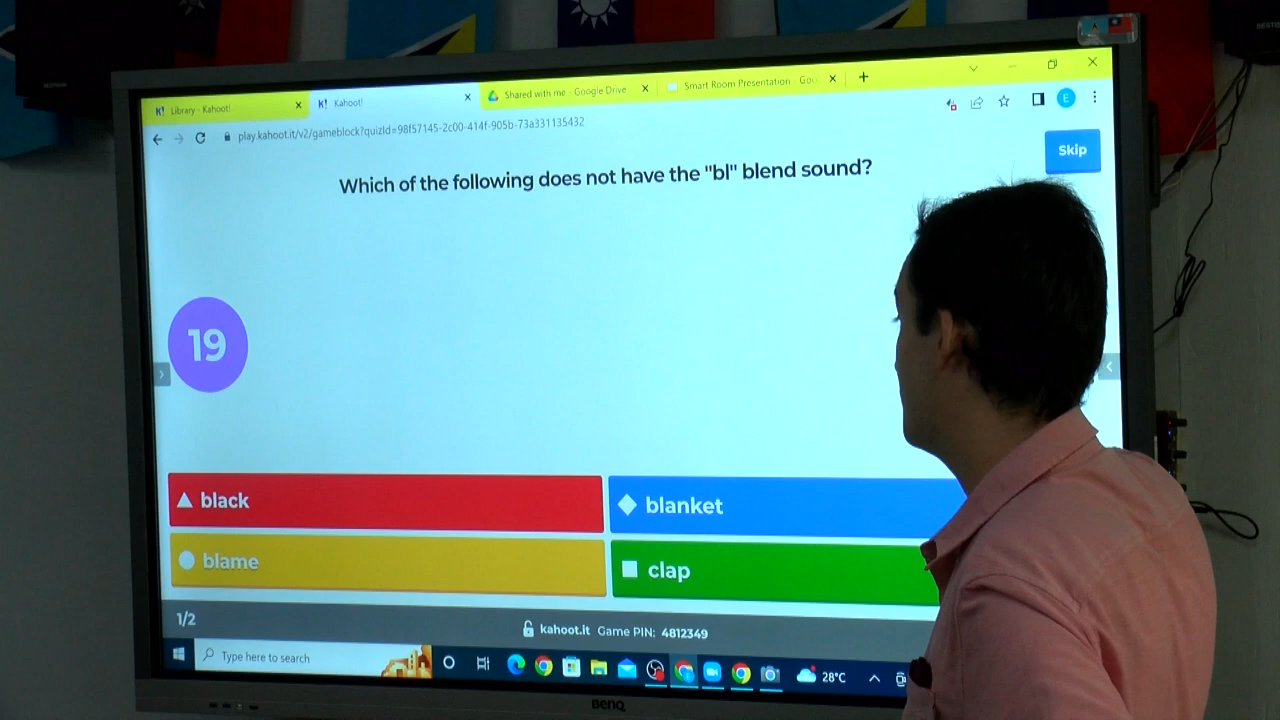 K! Library - Kahoot!
K! Kahoot!
Shared with me - Google Drive
Smart Room Presentation - Goo
play.kahoot.it/v2/gameblock?quizId=98f57145-2c00-414f-905b-73a331135432
E
Skip
Which of the following does not have the "bl" blend sound?
19
black
blanket
blame
clap
1/2
kahoot.it Game PIN: 4812349
Type here to search
28°C
BenQ